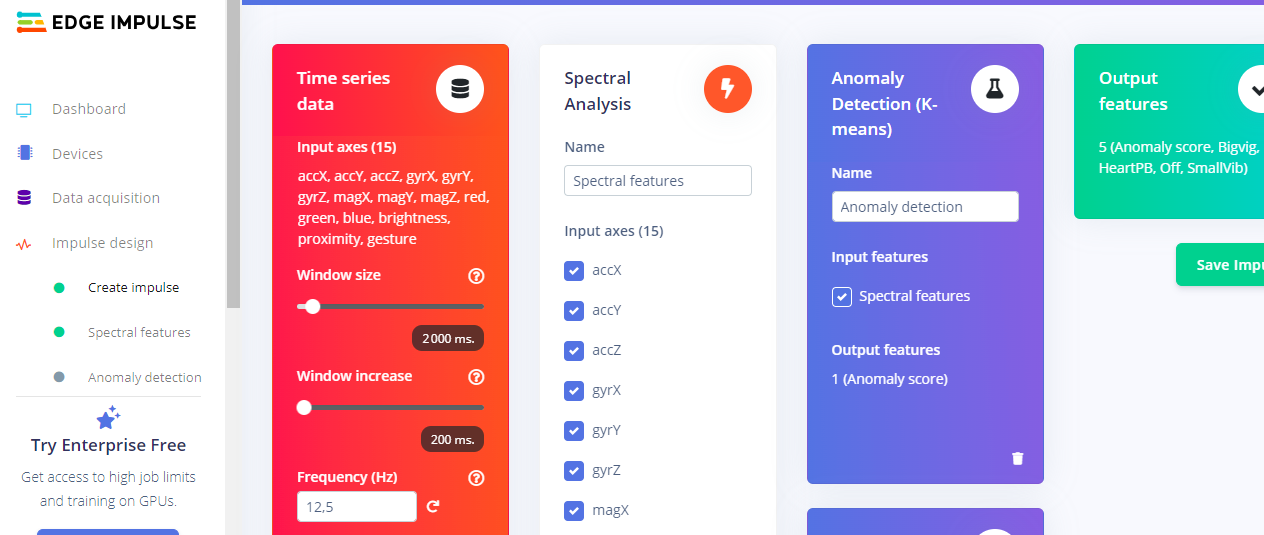 EDGE IMPULSE
Dashboard
Devices
Data acquisition
Impulse design
Create impulse
Spectral features
Anomaly detection
Try Enterprise Free
Get access to high job limits
and training on GPUs.
Time series
data
Input axes (15)
accX, accY, accZ, gyrX, gyrY,
gyrZ, magX, magY, magZ, red,
green, blue, brightness,
proximity, gesture
Window size
2000 ms.
Window increase
200 ms.
Frequency (Hz)
12,5
Spectral
Analysis
Name
Spectral features
Input axes (15)
accX
accY
accZ
gyrX
gyrY
gyrZ
magX
Anomaly
Detection (K-
means)
Name
Anomaly detection
Input features
Spectral features
Output features
1 (Anomaly score)
Output
features
5 (Anomaly score, Bigvig,
HeartPB, Off, SmallVib)
Save Impu